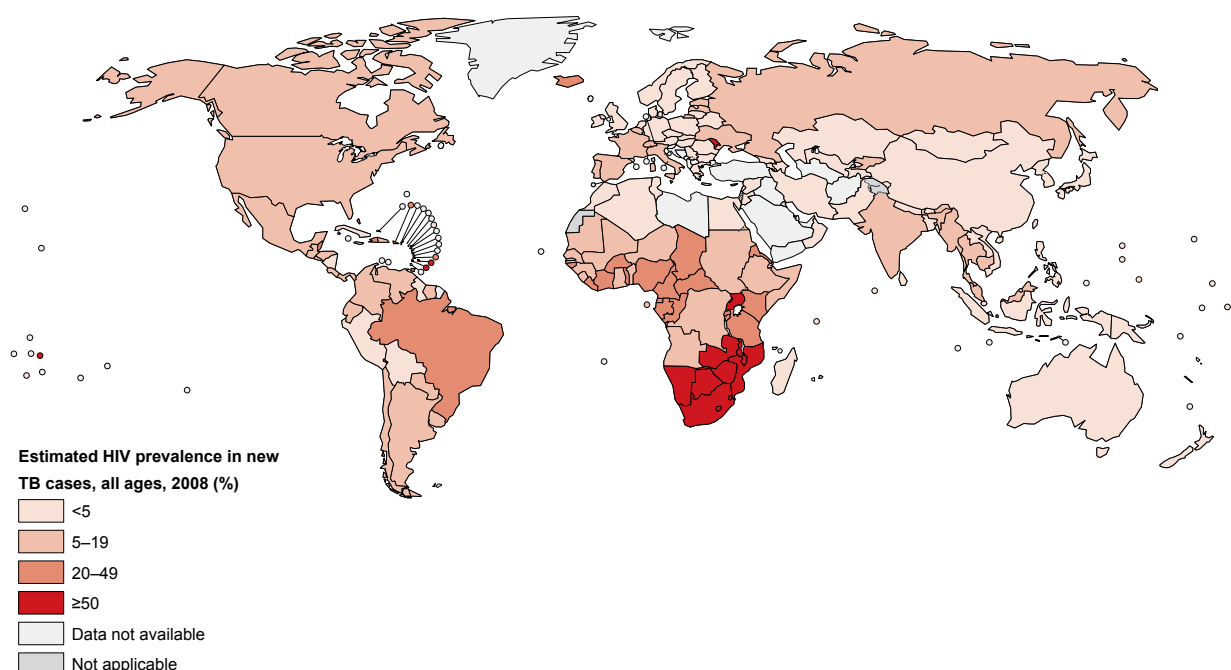 Estimated HIV prevalence in new
TB cases, all ages, 2008 (%)
<5
5–19
20–49
≥50
Data not available
Not applicable